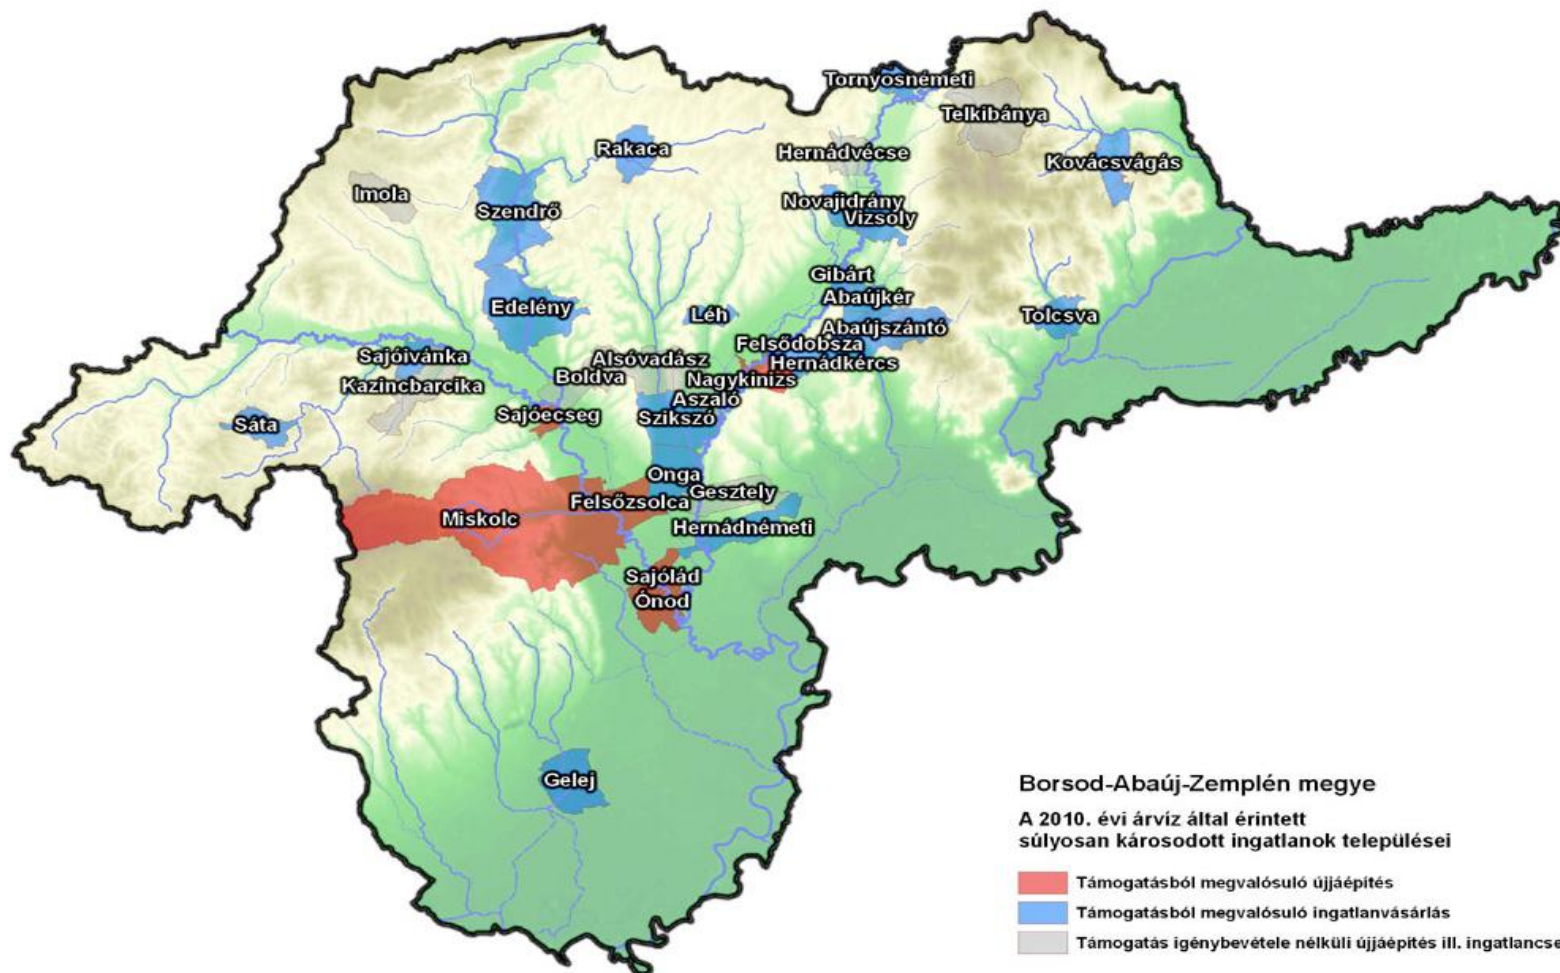 Tornyosnémeti
Telkibánya
Rakaca
Hernádvécse
Kovácsvágás
Imola
Novajidrány
Szendrő
Vizsoly
Gibárt
Abaújkér
Edelény
Léh
Tolcsva
Abaújszántó
Felsődobsza
Sajóivánka
Alsóvadász
Hernádkércs
Boldva
Nagykinizs
Kazincbarcika
Aszaló
Sajóecseg
Szikszó
Sáta
Onga
Gesztely
Felsőzsolca
Miskolc
Hernádnémeti
Sajólád
Ónod
Gelej
Borsod-Abaúj-Zemplén megye
A 2010. évi árvíz által érintett
súlyosan károsodott ingatlanok települései
Támogatásból megvalósuló újjáépítés
Támogatásból megvalósuló ingatlanvásárlás
Támogatás igénybevétele nélküli újjáépítés ill. ingatlancse